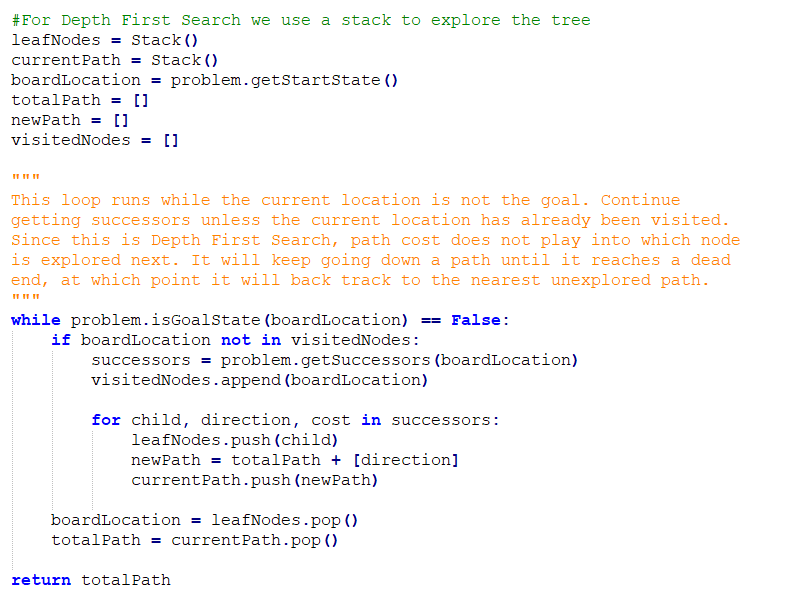 #For Depth First Search we use a stack to explore the tree
leafNodes = Stack()
currentPath = Stack()
boardLocation = problem.getStartState()
totalPath = []
newPath = []
visitedNodes = []

"""
This loop runs while the current location is not the goal. Continue
getting successors unless the current location has already been visited.
Since this is Depth First Search, path cost does not play into which node
is explored next. It will keep going down a path until it reaches a dead
end, at which point it will back track to the nearest unexplored path.
"""
while problem.isGoalState(boardLocation) == False:
    if boardLocation not in visitedNodes:
        successors = problem.getSuccessors(boardLocation)
        visitedNodes.append(boardLocation)

        for child, direction, cost in successors:
            leafNodes.push(child)
            newPath = totalPath + [direction]
            currentPath.push(newPath)

    boardLocation = leafNodes.pop()
    totalPath = currentPath.pop()

return totalPath